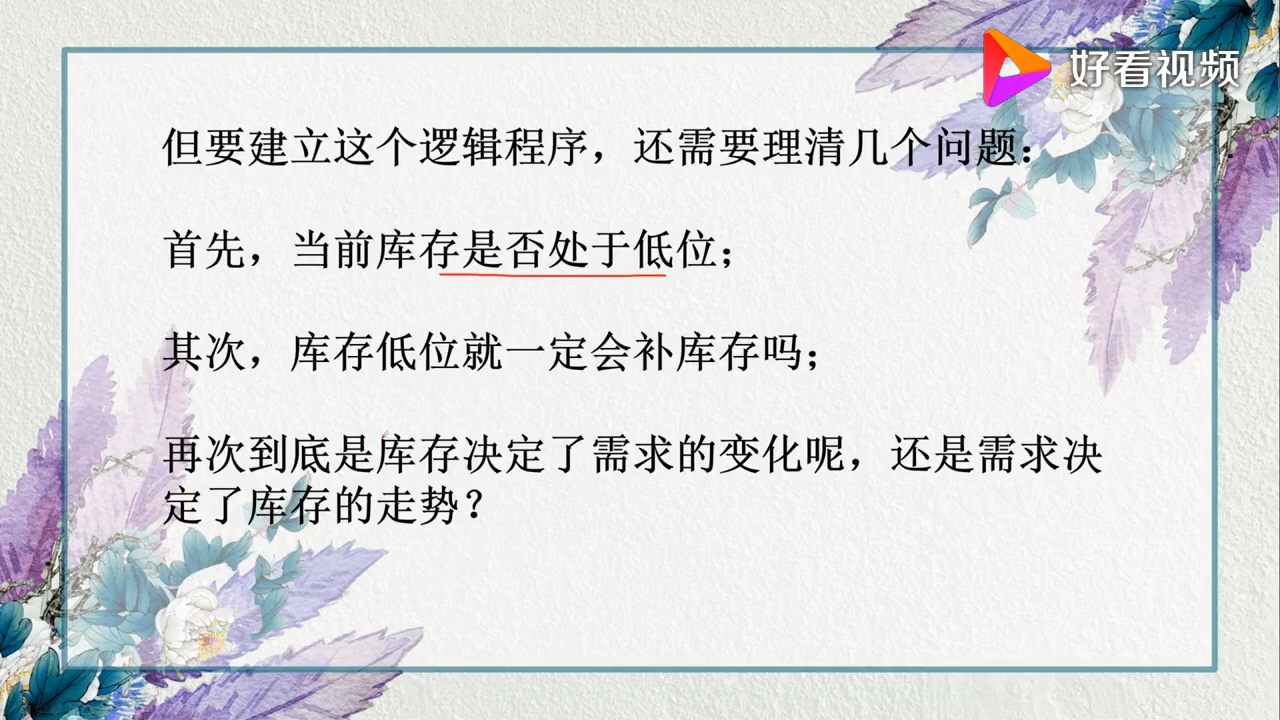 好看视频
但要建立这个逻辑程序，还需要理清几个问题：
首先，当前库存是否处于低位；
其次，库存低位就一定会补库存吗；
再次到底是库存决定了需求的变化呢，还是需求决
定了库存的走势？